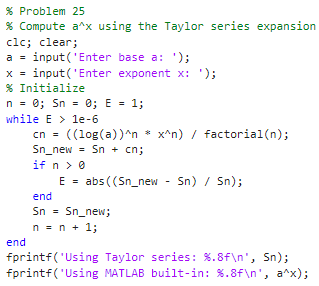 % Problem 25
% Compute a^x using the Taylor series expansion
clc; clear;
a = input('Enter base a: ');
x = input('Enter exponent x: ');
% Initialize
n = 0; Sn = 0; E = 1;
while E > 1e-6
    cn = ((log(a))^n * x^n) / factorial(n);
    Sn_new = Sn + cn;
    if n > 0
        E = abs((Sn_new - Sn) / Sn);
    end
    Sn = Sn_new;
    n = n + 1;
end
fprintf('Using Taylor series: %.8f\n', Sn);
fprintf('Using MATLAB built-in: %.8f\n', a^x);